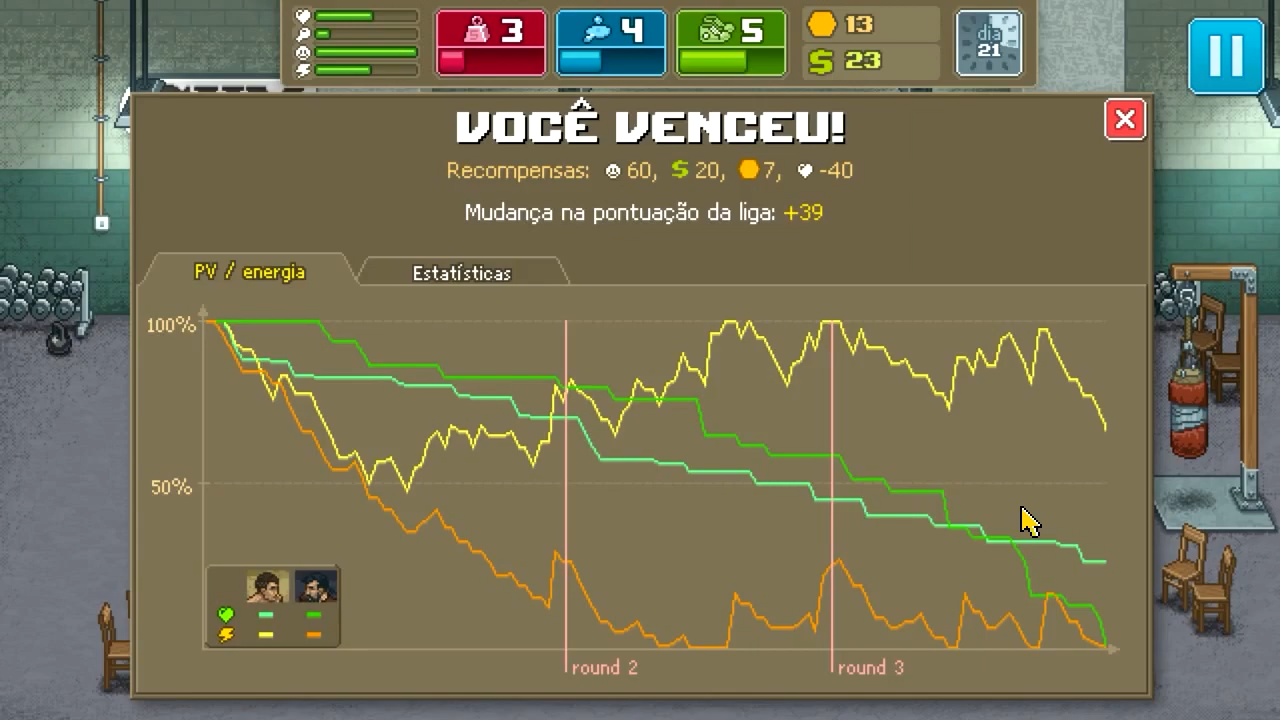 3
4
5
13
23
dia
21
VOCÊ VENCEU!
Recompensas: 60, $ 20, 7, -40
Mudança na pontuação da liga: +39
PV / energia
Estatísticas
100%
50%
round 2
round 3